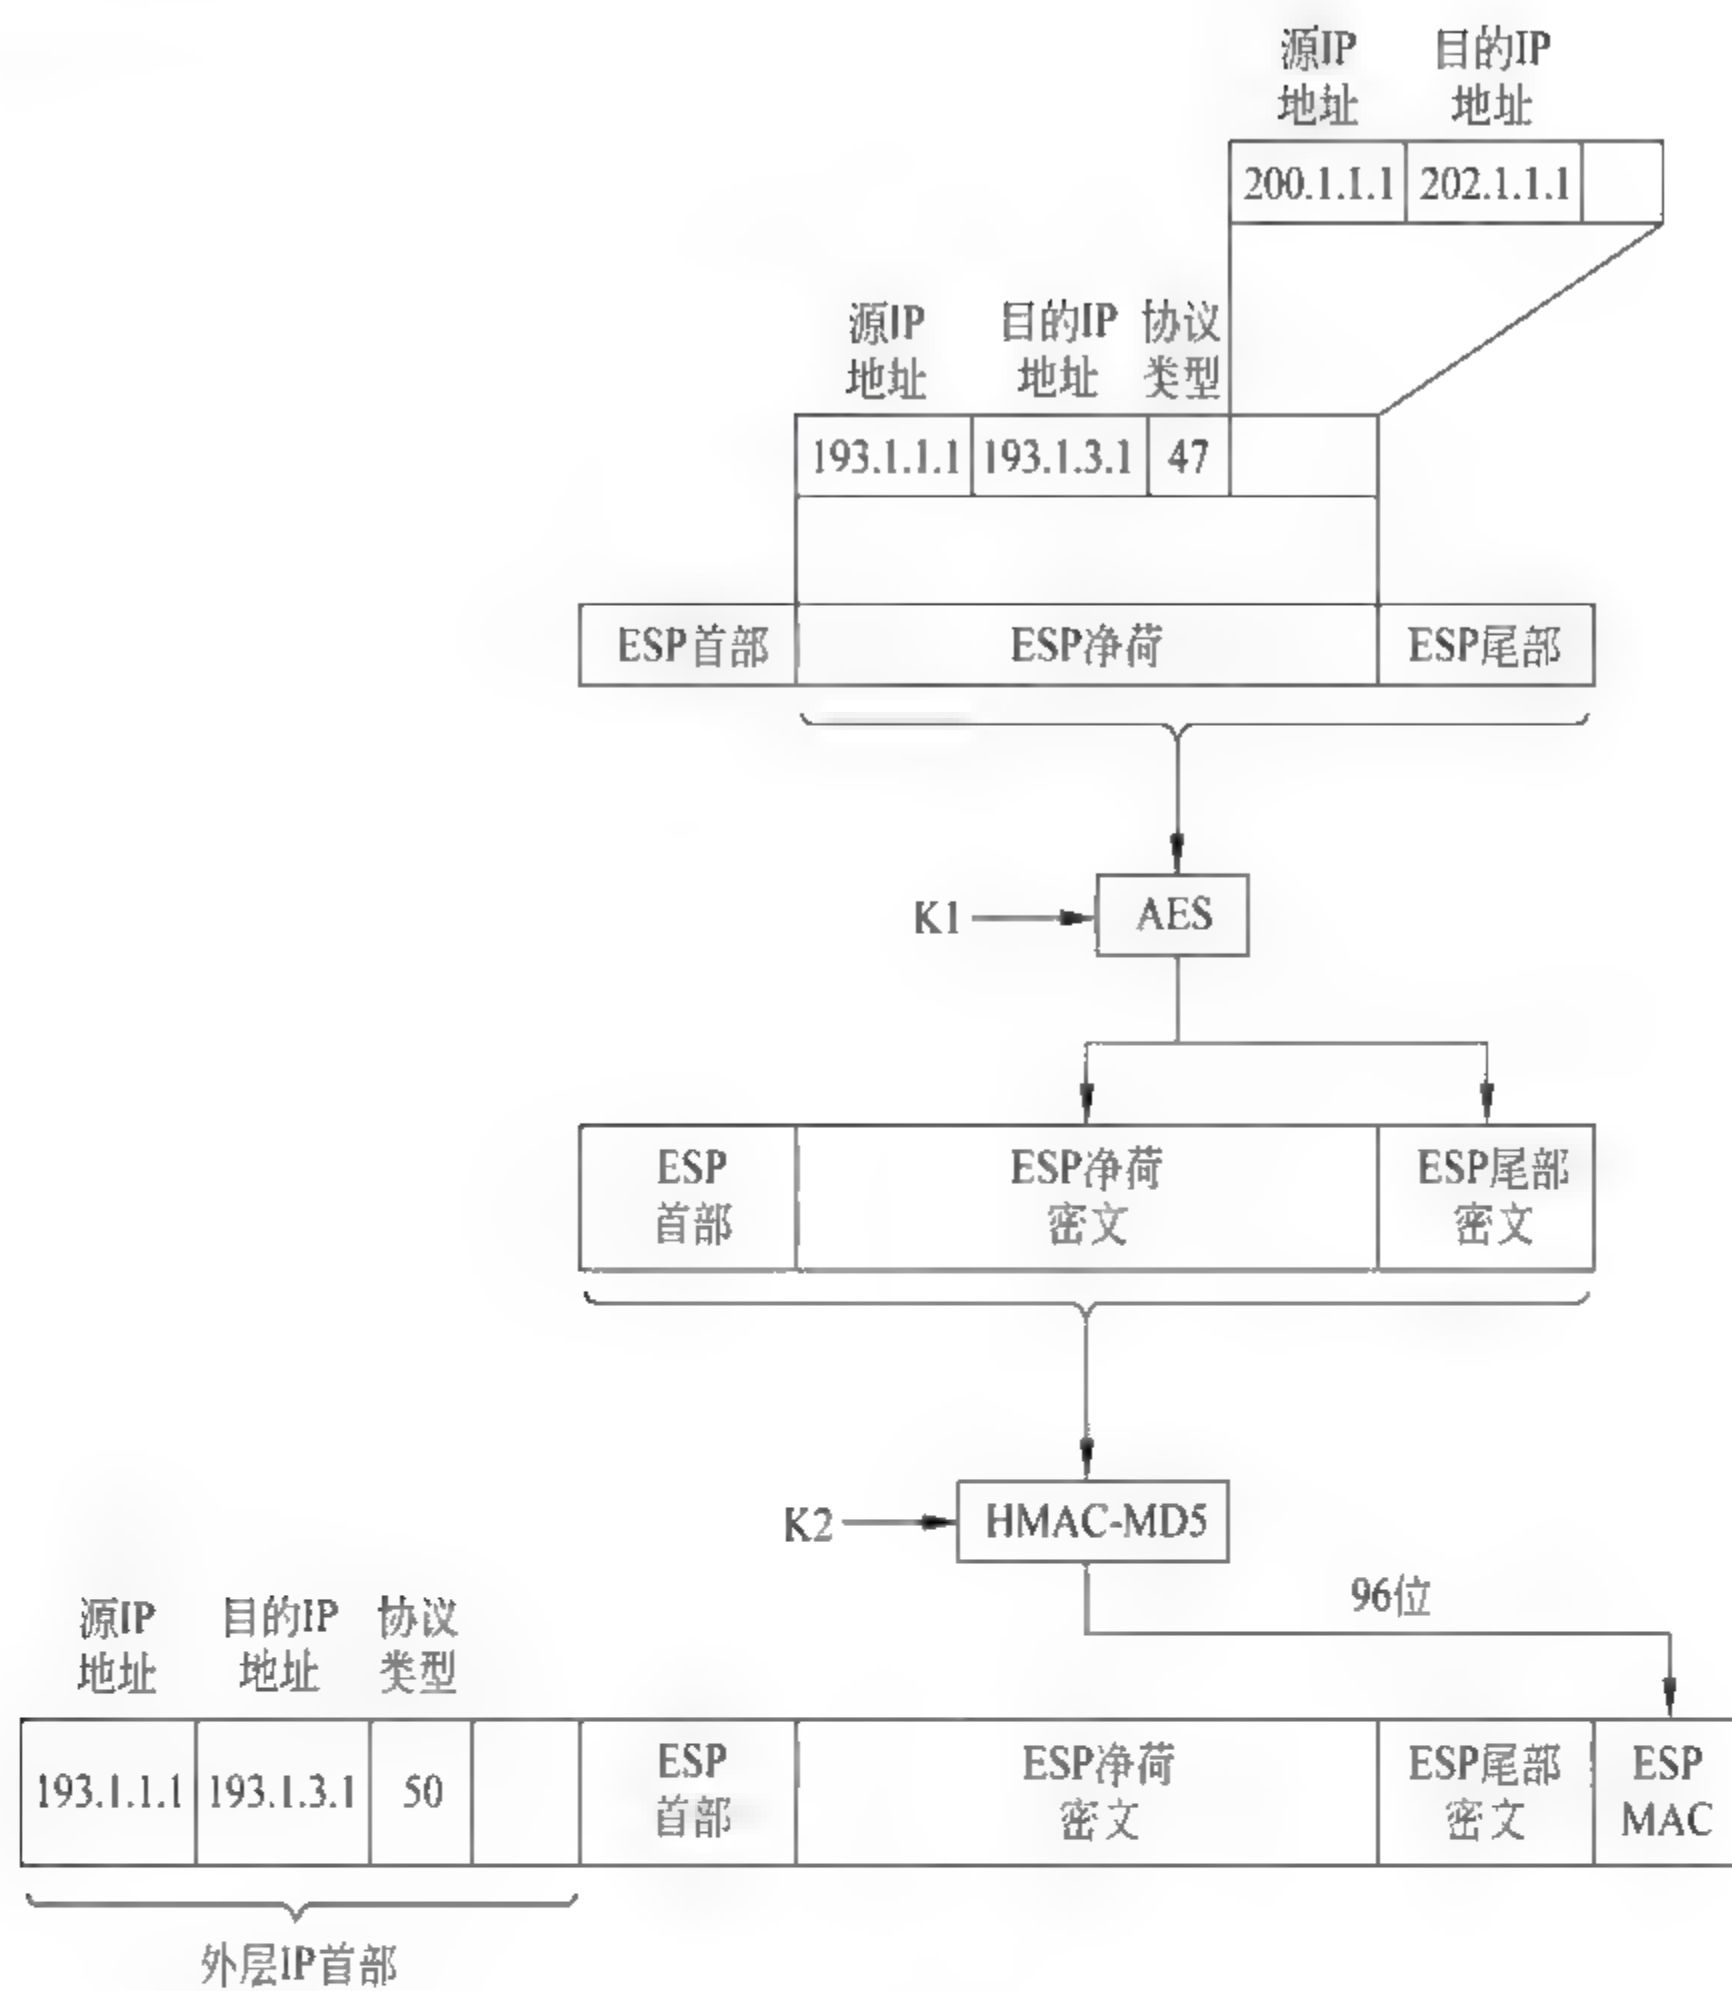 源IP 目的IP
地址 地址
200.1.1.1 202.1.1.1
源IP 目的IP 协议
地址 地址 类型
193.1.1.1 193.1.3.1 47
ESP首部 ESP净荷 ESP尾部
K1 AES
ESP ESP净荷 ESP尾部
首部 密文 密文
K2 HMAC-MD5
96位
源IP 目的IP 协议
地址 地址 类型
193.1.1.1 193.1.3.1 50
ESP ESP净荷 ESP尾部 ESP
首部 密文 密文 MAC
外层IP首部